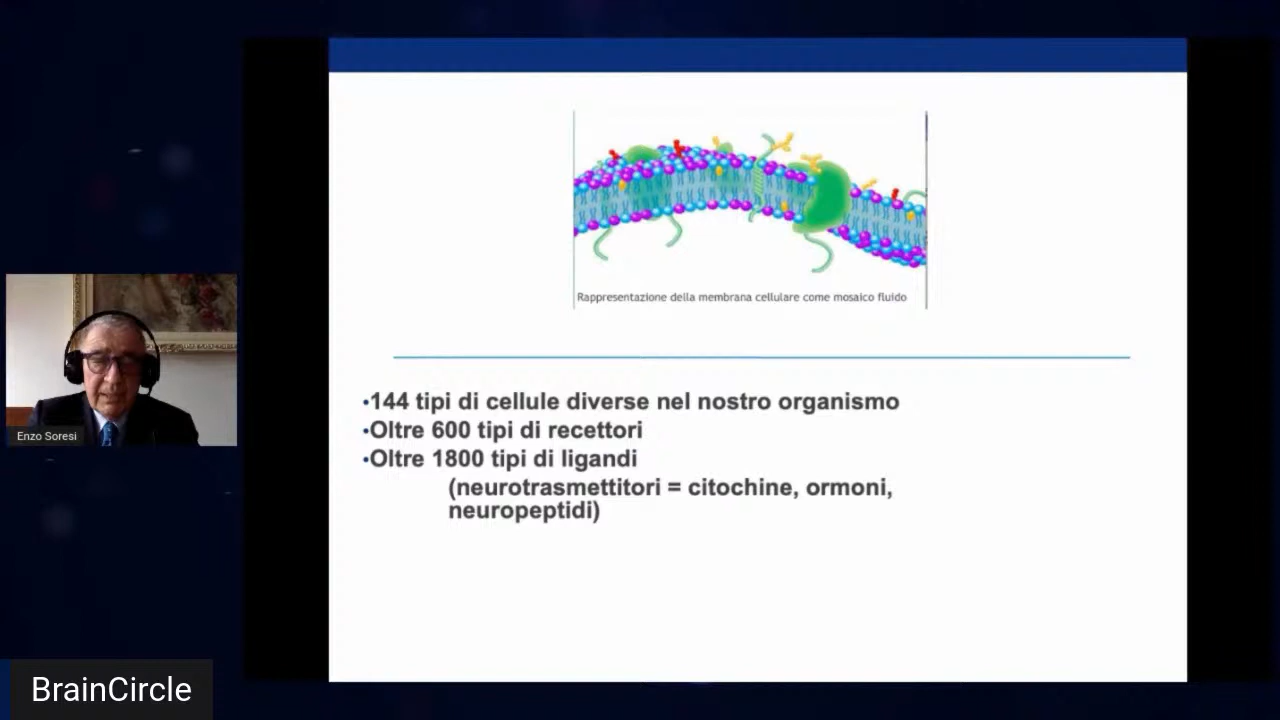 Rappresentazione della membrana cellulare come mosaico fluido
•144 tipi di cellule diverse nel nostro organismo
•Oltre 600 tipi di recettori
•Oltre 1800 tipi di ligandi
(neurotrasmettitori = citochine, ormoni,
neuropeptidi)
Enzo Soresi
BrainCircle